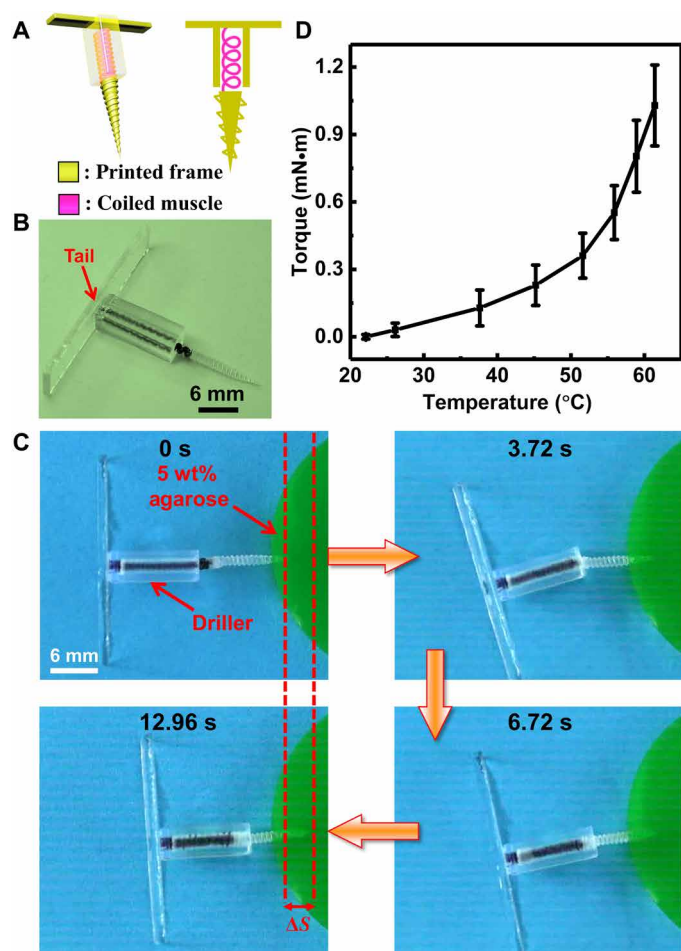 A
: Printed frame
: Coiled muscle
B
Tail
6 mm
D
Torque (mN•m)
1.2
0.9
0.6
0.3
0.0
20
30
40
50
60
Temperature (°C)
C
0 s
5 wt%
agarose
Driller
6 mm
3.72 s
12.96 s
ΔS
6.72 s